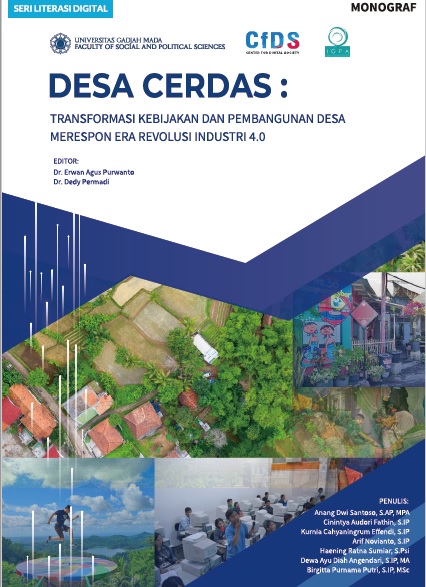 SERI LITERASI DIGITAL
MONOGRAF
UNIVERSITAS GADJAH MADA
FACULTY OF SOCIAL AND POLITICAL SCIENCES
CfDS
CENTER FOR DIGITAL SOCIETY
IGPA
DESA CERDAS :
TRANSFORMASI KEBIJAKAN DAN PEMBANGUNAN DESA
MERESPON ERA REVOLUSI INDUSTRI 4.0
EDITOR:
Dr. Erwan Agus Purwanto
Dr. Dedy Permadi
PENULIS:
Anang Dwi Santoso, S.AP, MPA
Cinintya Audori Fathin, S.IP
Kurnia Cahyaningrum Effendi, S.IP
Arif Novianto, S.IP
Haening Ratna Sumiar, S.Psi
Dewa Ayu Diah Angendari, S.IP, MA
Birgitta Purnama Putri, S.IP, MSc